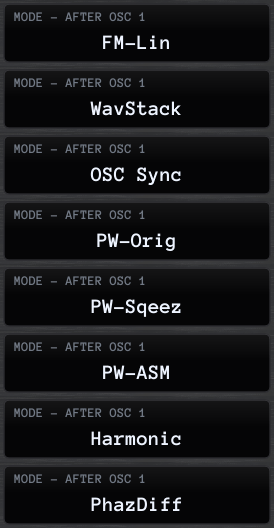 MODE – AFTER OSC 1
FM-Lin
MODE – AFTER OSC 1
WavStack
MODE – AFTER OSC 1
OSC Sync
MODE – AFTER OSC 1
PW-Orig
MODE – AFTER OSC 1
PW-Sqeez
MODE – AFTER OSC 1
PW-ASM
MODE – AFTER OSC 1
Harmonic
MODE – AFTER OSC 1
PhazDiff